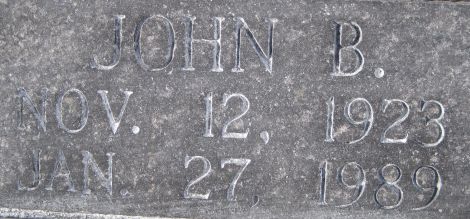 JOHN B.
NOV. 12, 1923
JAN. 27, 1989